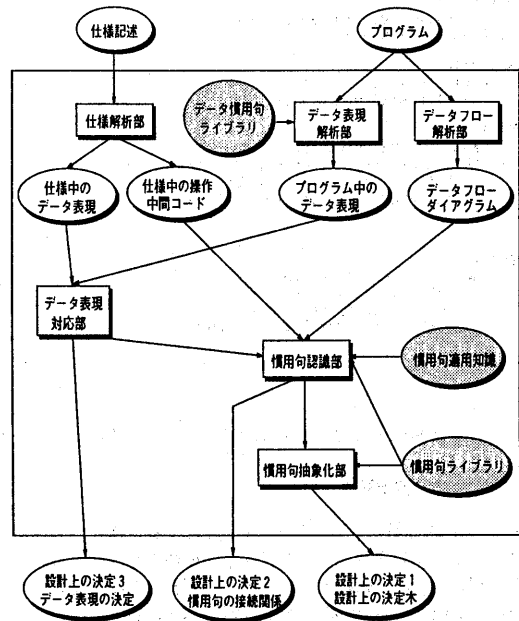 仕様記述
プログラム
データ慣用句
ライブラリ
仕様解析部
データ表現
解析部
データフロー
解析部
仕様中の
データ表現
仕様中の操作
中間コード
プログラム中の
データ表現
データフロー
ダイアグラム
データ表現
対応部
慣用句認識部
慣用句適用知識
慣用句抽象化部
慣用句ライブラリ
設計上の決定3
データ表現の決定
設計上の決定2
慣用句の接続関係
設計上の決定1
設計上の決定木